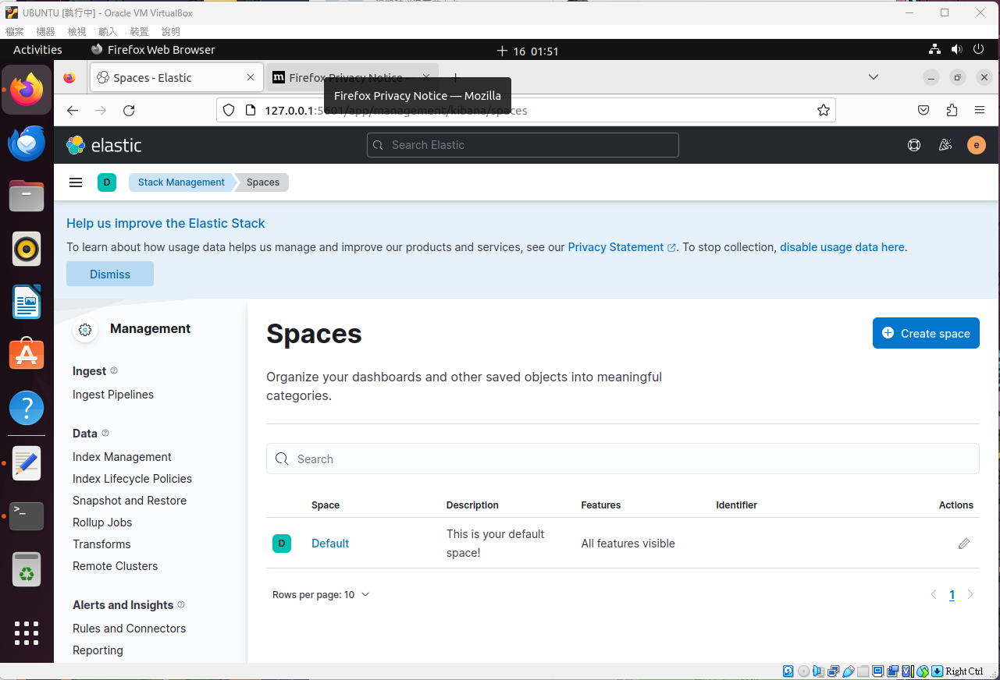 UBUNTU [執行中] - Oracle VM VirtualBox
檔案 機器 檢視 輸入 裝置 說明
Activities Firefox Web Browser 16 01:51
Spaces - Elastic Firefox Privacy Notice —
Firefox Privacy Notice — Mozilla
127.0.0.1:5601/app/management/kibana/spaces
elastic Search Elastic e
D Stack Management Spaces
Help us improve the Elastic Stack
To learn about how usage data helps us manage and improve our products and services, see our Privacy Statement. To stop collection, disable usage data here.
Dismiss
Management
Ingest
Ingest Pipelines
Data
Index Management
Index Lifecycle Policies
Snapshot and Restore
Rollup Jobs
Transforms
Remote Clusters
Alerts and Insights
Rules and Connectors
Reporting
Spaces
Create space
Organize your dashboards and other saved objects into meaningful
categories.
Search
Space Description Features Identifier Actions
D Default This is your default All features visible
space!
Rows per page: 10 1
Right Ctrl